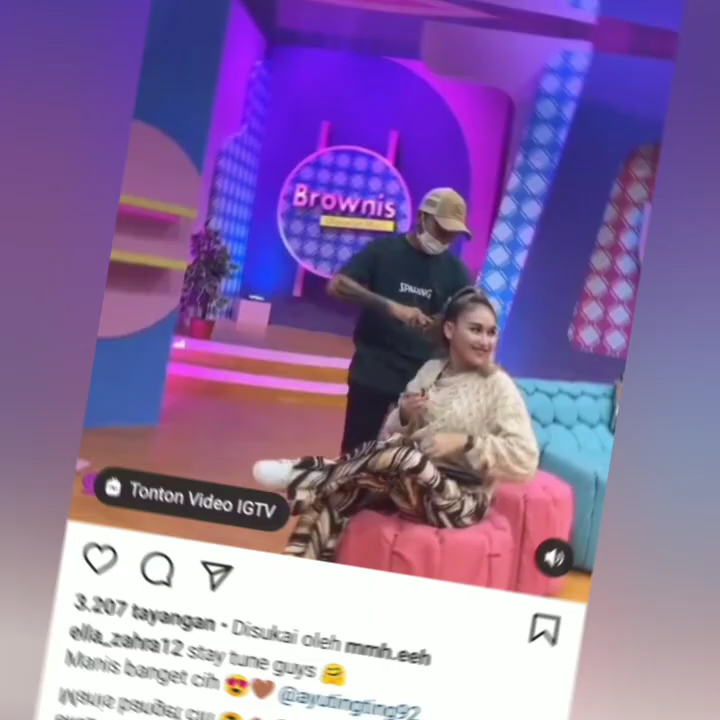 Brownis
SPALDING
Tonton Video IGTV
3.207 tayangan • Disukai oleh mmh.eeh
ella_zahra12 stay tune guys 🤗
Manis banget cih 😍🤎 @ayutingting92